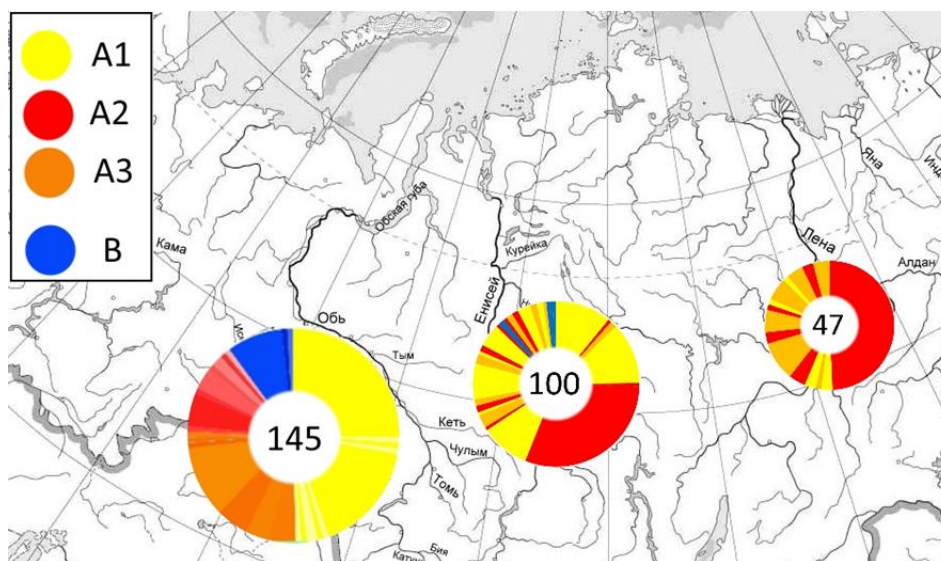 A1
A2
A3
B
Кама
Обская губа
Обь
Тым
Кеть
Чулым
Томь
Бия
145
Енисей
Курейка
100
Лена
Яна
Алдан
47